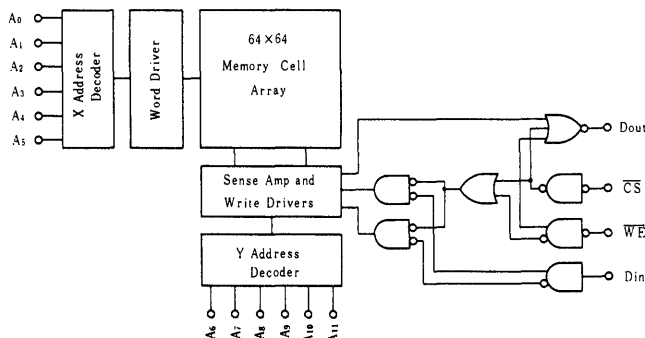 A0
A1
A2
A3
A4
A5
X Address
Decoder
Word Driver
64×64
Memory Cell
Array
Sense Amp and
Write Drivers
Y Address
Decoder
A6
A7
A8
A9
A10
A11
Dout
CS
WE
Din